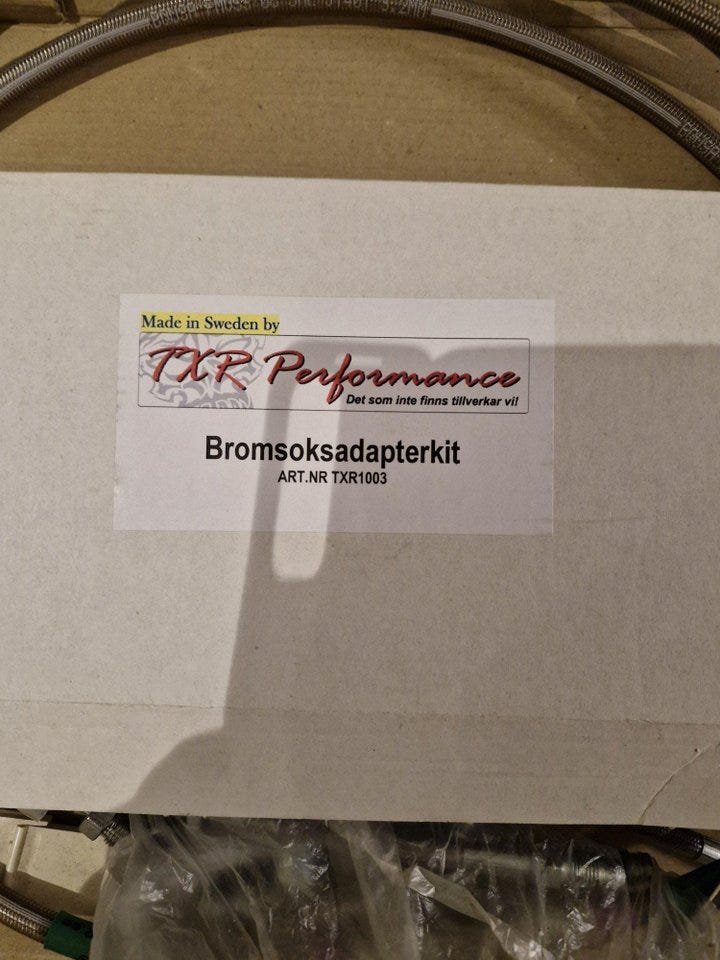 Made in Sweden by
TXR Performance
Det som inte finns tillverkar vi!
Bromsoksadapterkit
ART.NR TXR1003